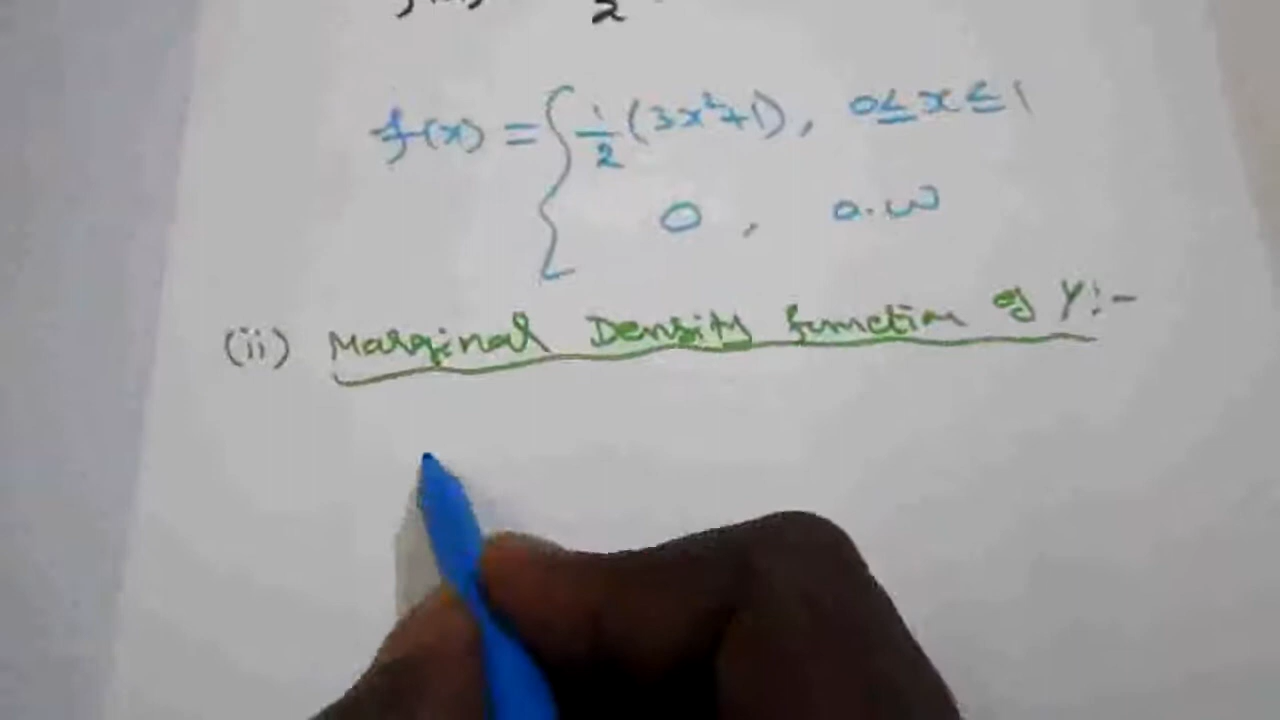 f(x) = { 1/2 (3x²+1), 0≤x≤1
0, o.w
(ii) Marginal Density function of Y:-